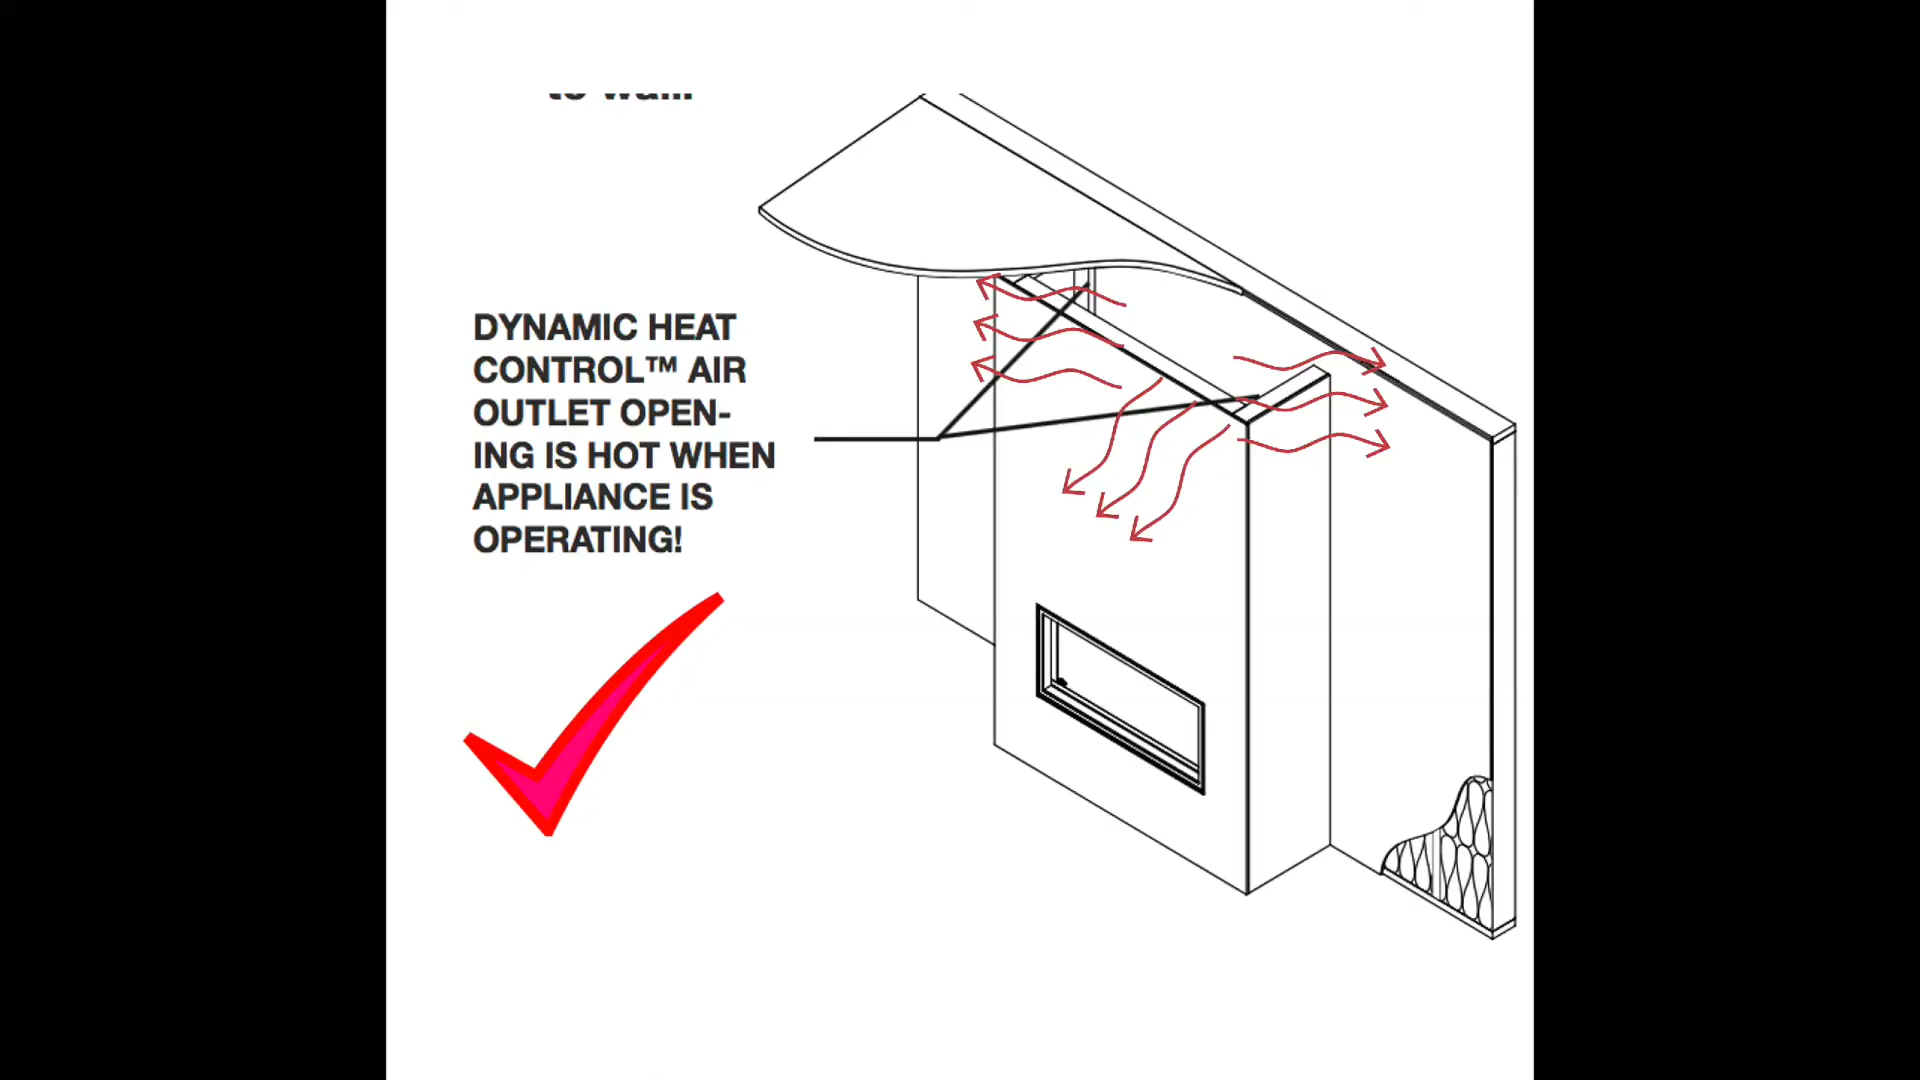 DYNAMIC HEAT
CONTROL™ AIR
OUTLET OPEN-
ING IS HOT WHEN
APPLIANCE IS
OPERATING!